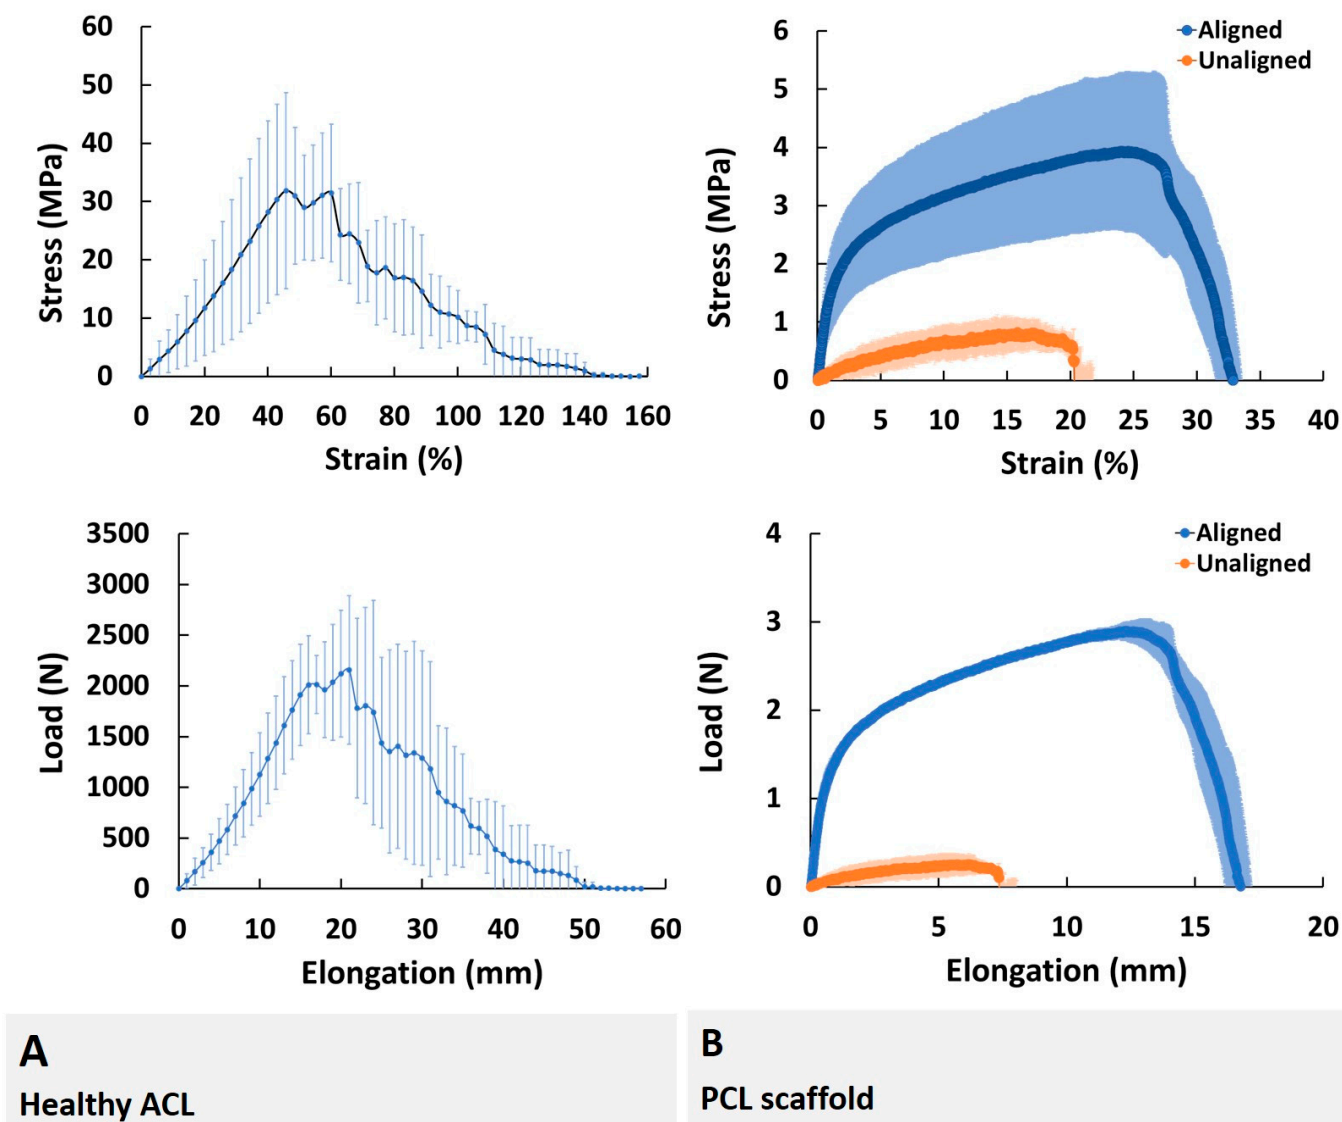 60
50
40
30
20
10
0
Stress (MPa)
0 20 40 60 80 100 120 140 160
Strain (%)
6
5
4
3
2
1
0
Stress (MPa)
Aligned
Unaligned
0 5 10 15 20 25 30 35 40
Strain (%)
3500
3000
2500
2000
1500
1000
500
0
Load (N)
0 10 20 30 40 50 60
Elongation (mm)
4
3
2
1
0
Load (N)
Aligned
Unaligned
0 5 10 15 20
Elongation (mm)
A
Healthy ACL
B
PCL scaffold